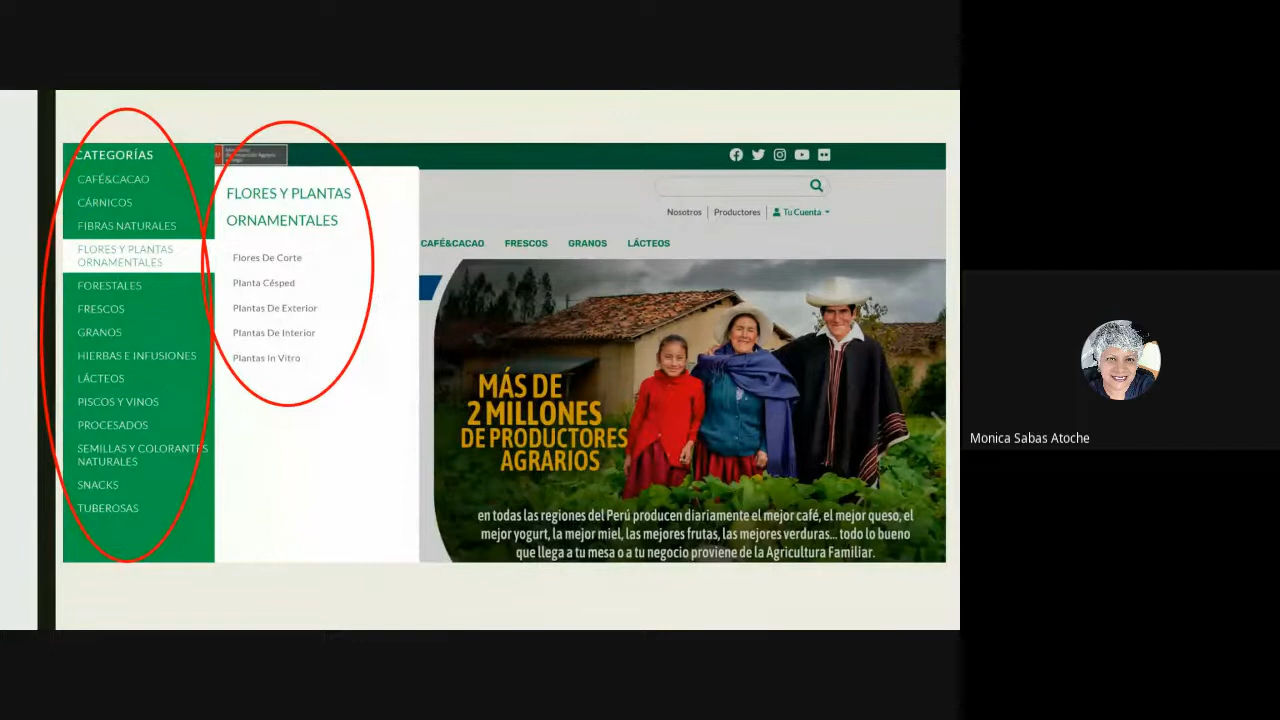 CATEGORÍAS
CAFÉ&CACAO
CÁRNICOS
FIBRAS NATURALES
FLORES Y PLANTAS
ORNAMENTALES
FORESTALES
FRESCOS
GRANOS
HIERBAS E INFUSIONES
LÁCTEOS
PISCOS Y VINOS
PROCESADOS
SEMILLAS Y COLORANTES
NATURALES
SNACKS
TUBEROSAS
FLORES Y PLANTAS
ORNAMENTALES
Flores De Corte
Planta Césped
Plantas De Exterior
Plantas De Interior
Plantas In Vitro
Nosotros
Productores
Tu Cuenta
CAFÉ&CACAO FRESCOS GRANOS LÁCTEOS
MÁS DE
2 MILLONES
DE PRODUCTORES
AGRARIOS
en todas las regiones del Perú producen diariamente el mejor café, el mejor queso, el
mejor yogurt, la mejor miel, las mejores frutas, las mejores verduras... todo lo bueno
que llega a tu mesa o a tu negocio proviene de la Agricultura Familiar.
Monica Sabas Atoche